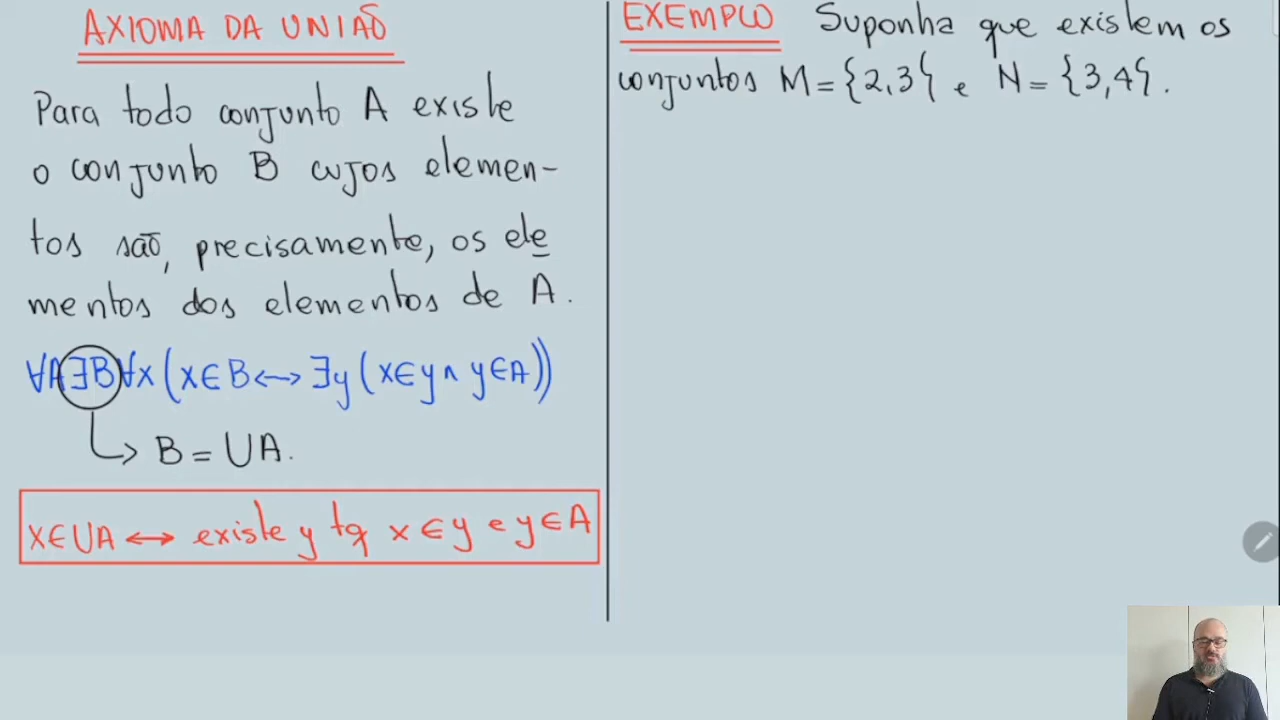 AXIOMA DA UNIÃO
Para todo conjunto A existe
o conjunto B cujos elemen-
tos são, precisamente, os ele
mentos dos elementos de A.
∀A∃B∀x(x∈B↔∃y(x∈y∧y∈A))
B=∪A.
x∈∪A ↔ existe y tq x∈y e y∈A
EXEMPLO Suponha que existem os
conjuntos M={2,3} e N={3,4}.